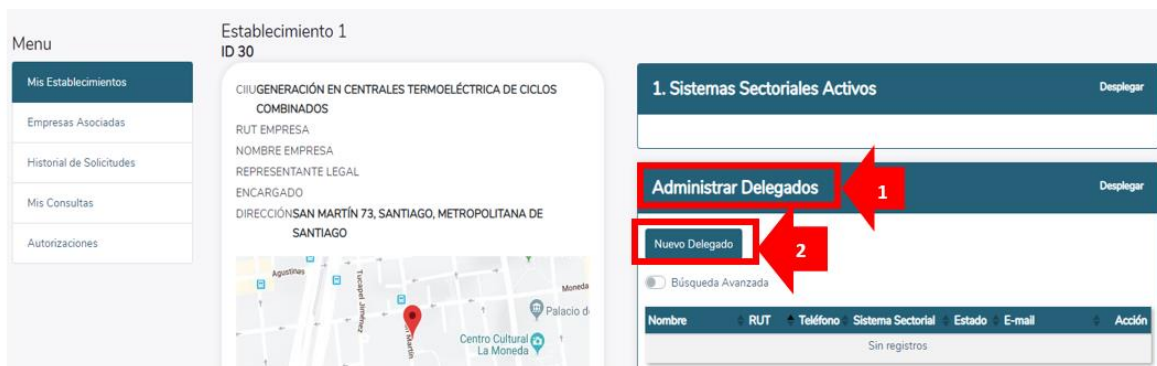 Menu
Mis Establecimientos
Empresas Asociadas
Historial de Solicitudes
Mis Consultas
Autorizaciones
Establecimiento 1
ID 30
CIIUGENERACIÓN EN CENTRALES TERMOELÉCTRICA DE CICLOS
COMBINADOS
RUT EMPRESA
NOMBRE EMPRESA
REPRESENTANTE LEGAL
ENCARGADO
DIRECCIÓNSAN MARTÍN 73, SANTIAGO, METROPOLITANA DE
SANTIAGO
Agustinas
Tucapel Jiménez
Moneda
Palacio d
Martín
Centro Cultural
La Moneda
1. Sistemas Sectoriales Activos Desplegar
Administrar Delegados 1 Desplegar
Nuevo Delegado 2
Búsqueda Avanzada
Nombre RUT Teléfono Sistema Sectorial Estado E-mail Acción
Sin registros